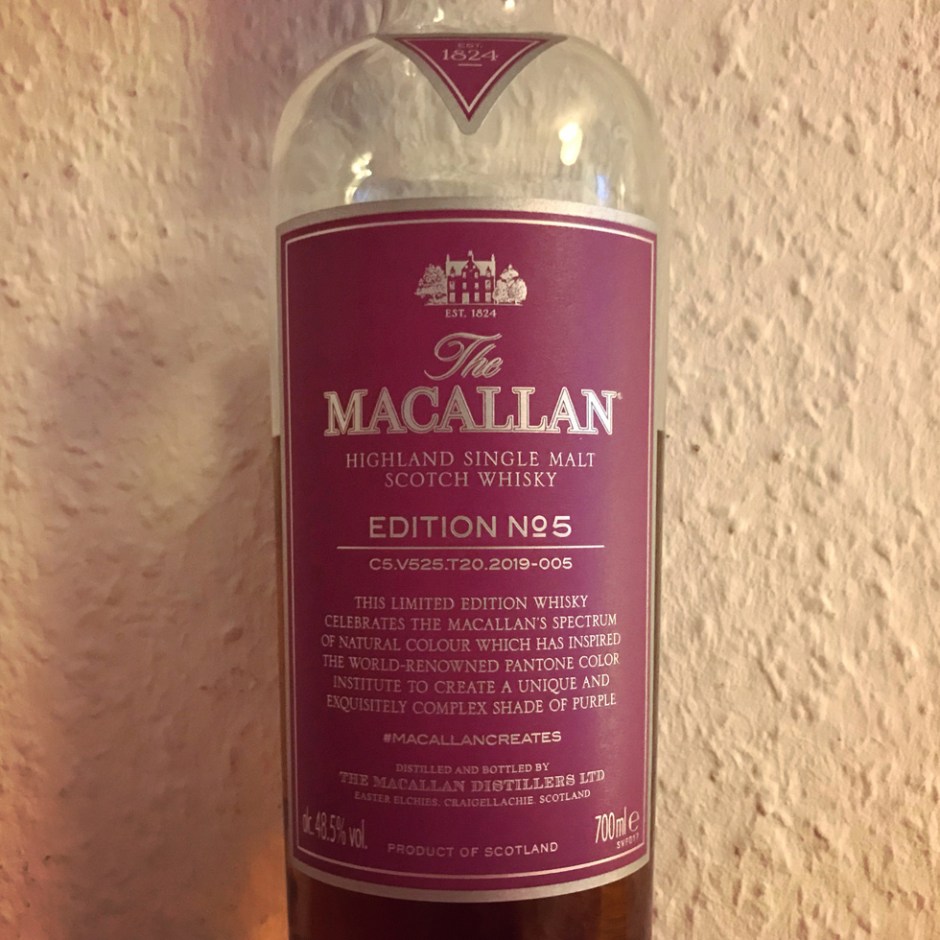 EST.
1824
EST. 1824
The
MACALLAN
HIGHLAND SINGLE MALT
SCOTCH WHISKY
EDITION Nº5
C5.V525.T20.2019-005
THIS LIMITED EDITION WHISKY
CELEBRATES THE MACALLAN'S SPECTRUM
OF NATURAL COLOUR WHICH HAS INSPIRED
THE WORLD-RENOWNED PANTONE COLOR
INSTITUTE TO CREATE A UNIQUE AND
EXQUISITELY COMPLEX SHADE OF PURPLE
#MACALLANCREATES
DISTILLED AND BOTTLED BY
THE MACALLAN DISTILLERS LTD
EASTER ELCHIES, CRAIGELLACHIE, SCOTLAND
alc. 48.5% vol.
700ml ℮
PRODUCT OF SCOTLAND